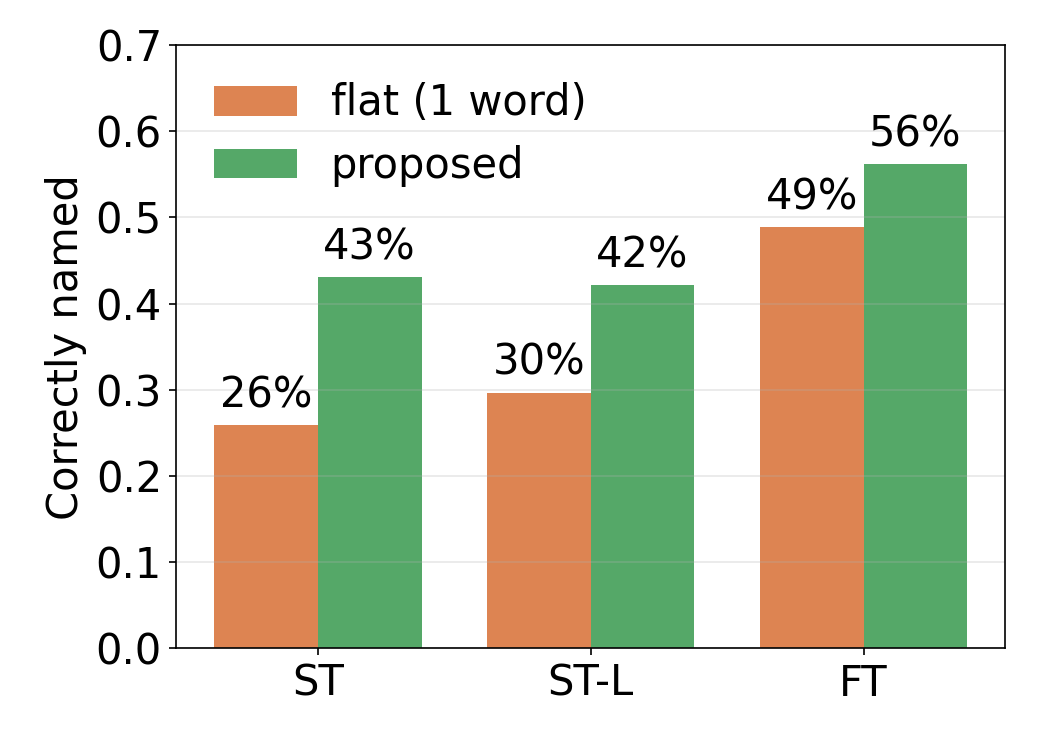 0.7
0.6
0.5
0.4
0.3
0.2
0.1
0.0
Correctly named
flat (1 word)
proposed
26%
43%
30%
42%
49%
56%
ST
ST-L
FT